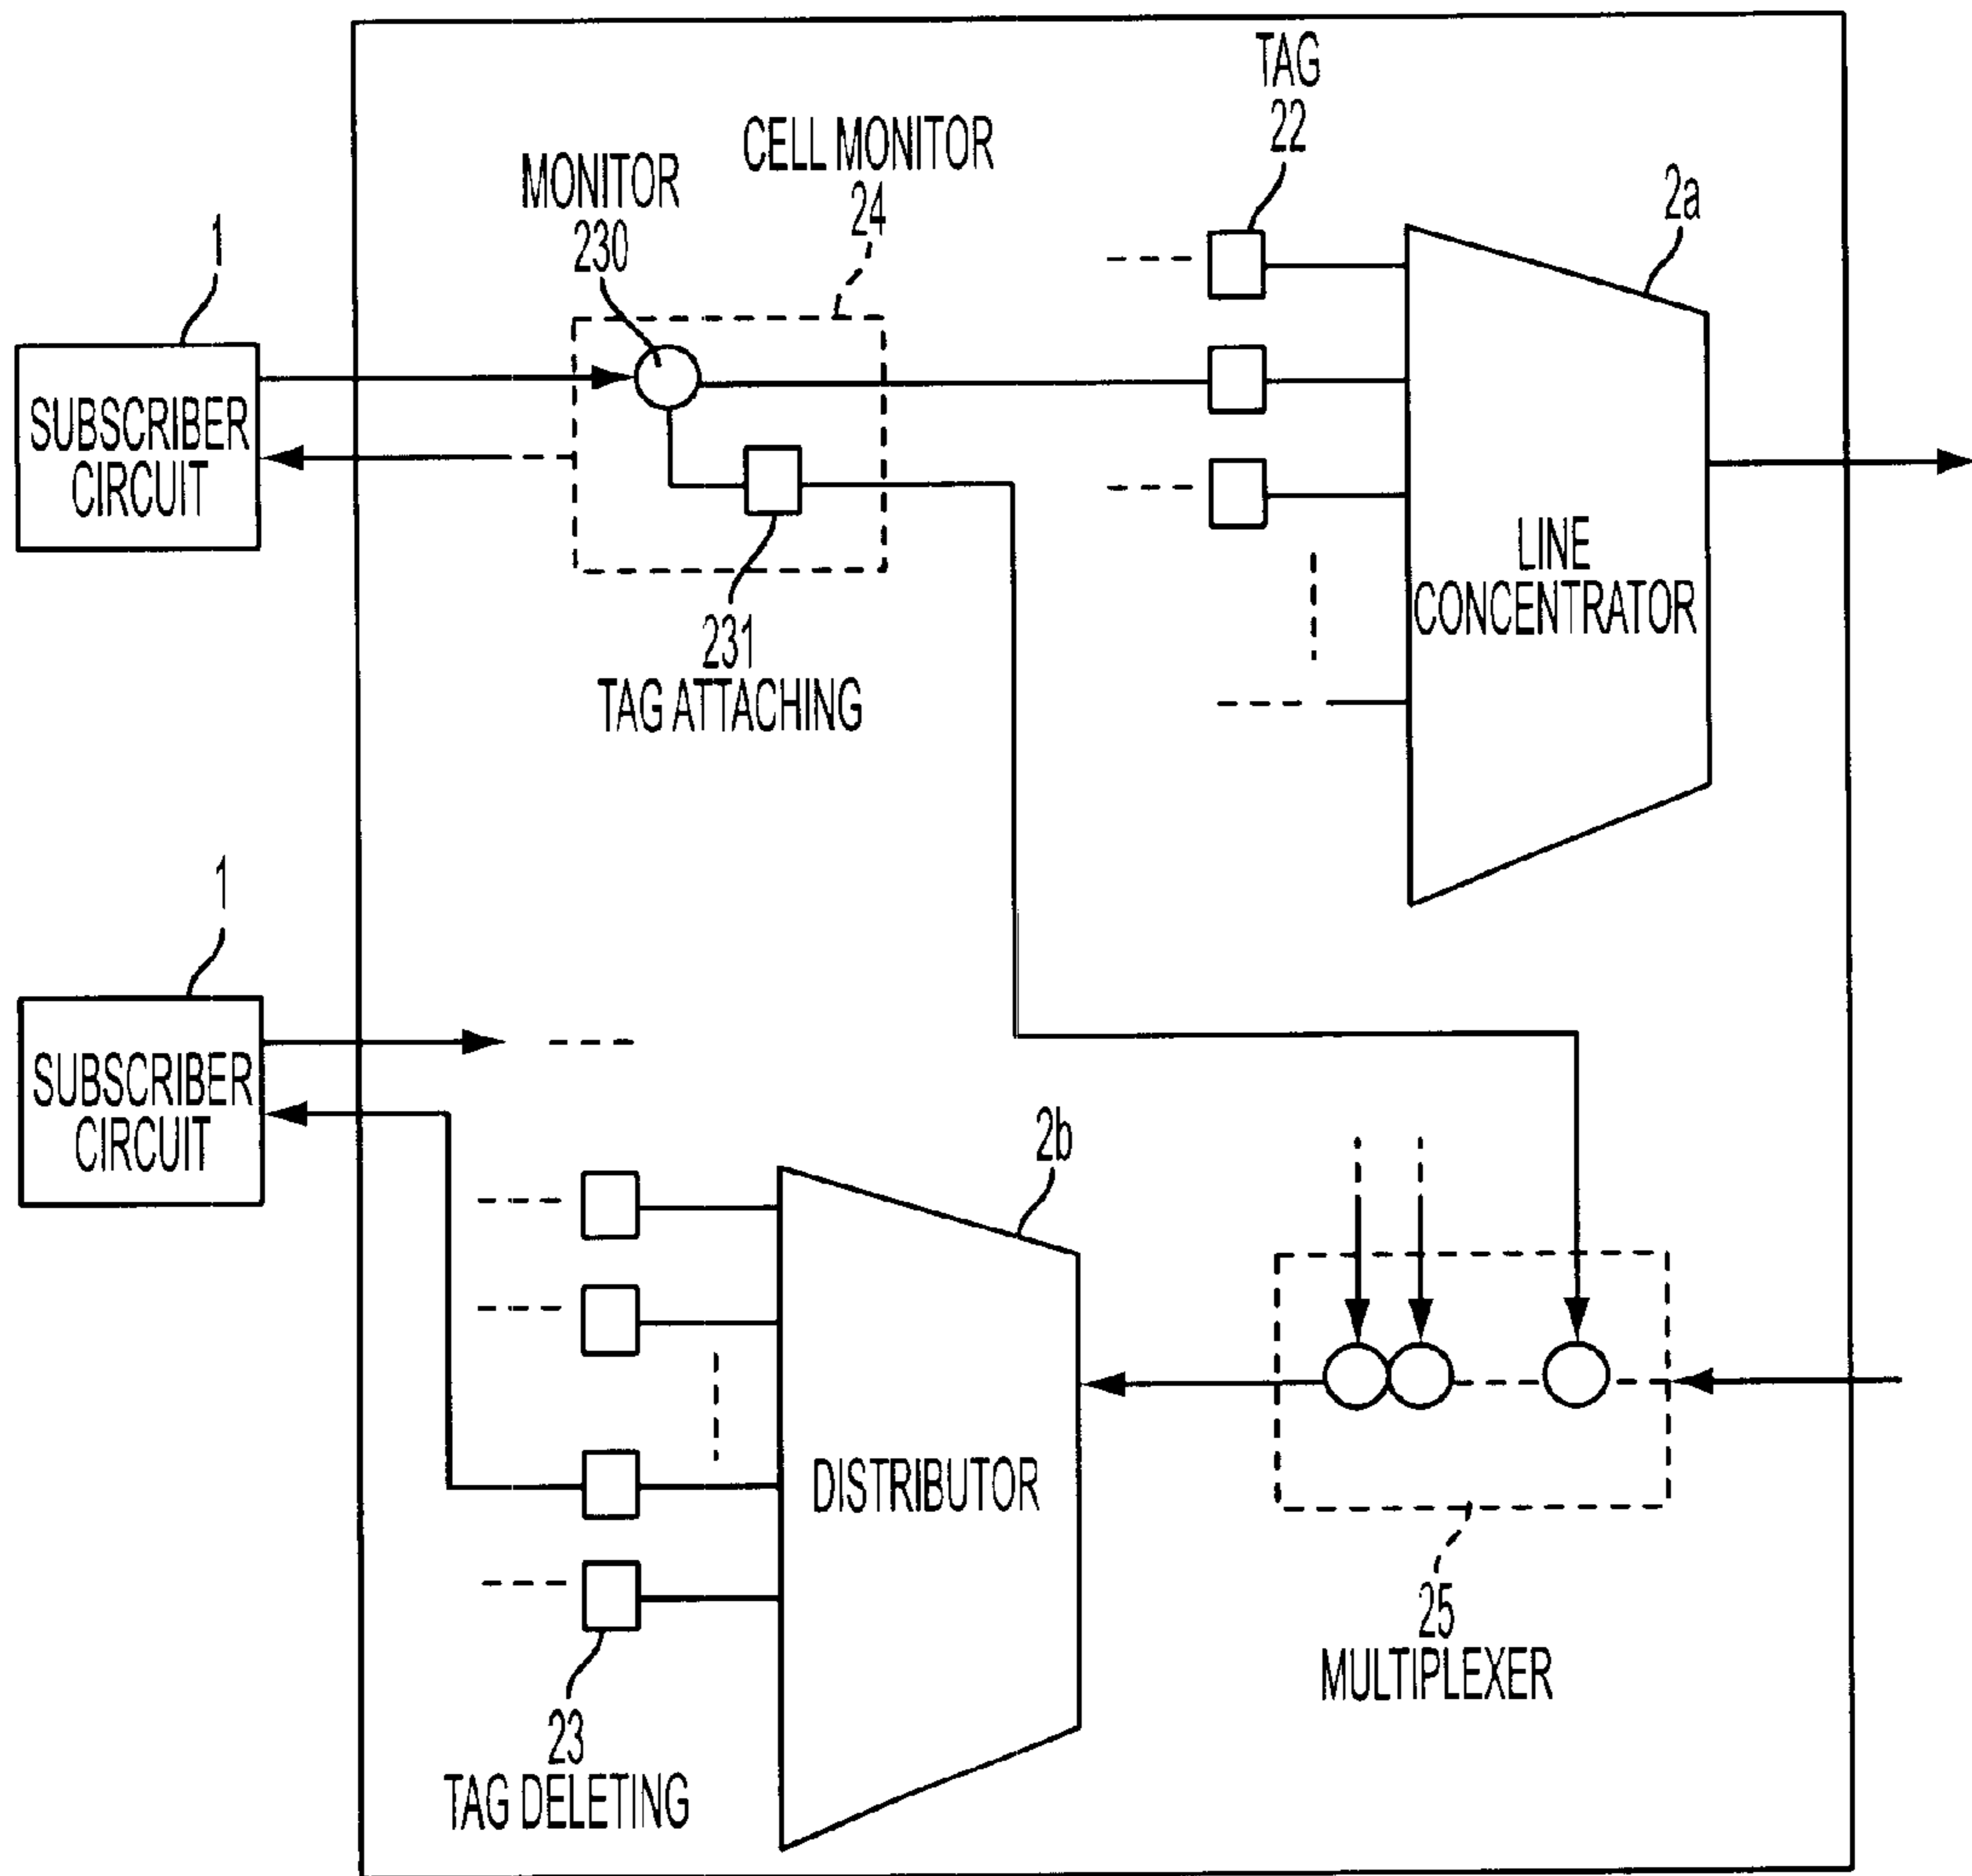 TAG
22
CELL MONITOR
24
MONITOR
230
2a
1
SUBSCRIBER
CIRCUIT
LINE
CONCENTRATOR
231
TAG ATTACHING
1
SUBSCRIBER
CIRCUIT
2b
DISTRIBUTOR
25
MULTIPLEXER
23
TAG DELETING